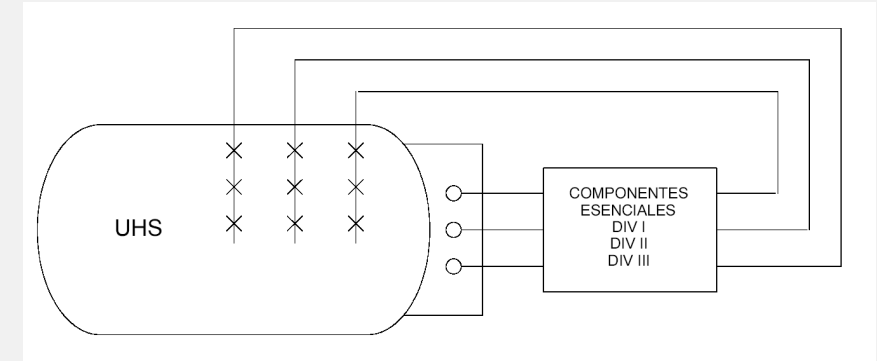 UHS
COMPONENTES
ESENCIALES
DIV I
DIV II
DIV III